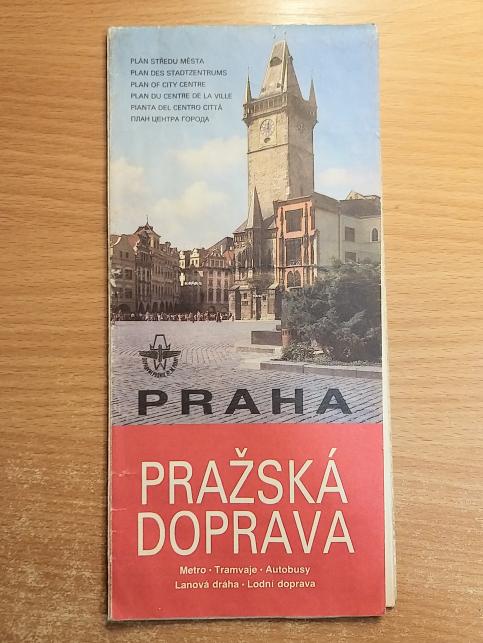 PLÁN STŘEDU MĚSTA
PLAN DES STADTZENTRUMS
PLAN OF CITY CENTRE
PLAN DU CENTRE DE LA VILLE
PIANTA DEL CENTRO CITTÀ
ПЛАН ЦЕНТРА ГОРОДА
PRAHA
PRAŽSKÁ
DOPRAVA
Metro • Tramvaje • Autobusy
Lanová dráha • Lodní doprava